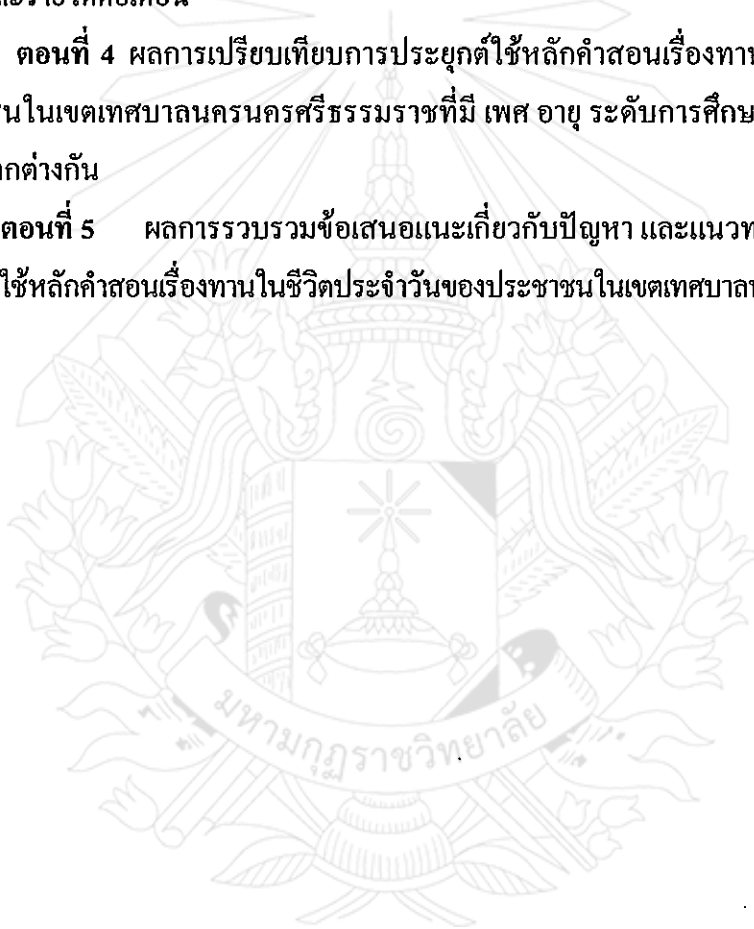 ตอนที่ 4 ผลการเปรียบเทียบการประยุกต์ใช้หลักคำสอนเรื่องทาน
นในเขตเทศบาลนครนครศรีธรรมราชที่มี เพศ อายุ ระดับการศึกษ
กต่างกัน
ตอนที่ 5 ผลการรวบรวมข้อเสนอแนะเกี่ยวกับปัญหา และแนวท
ใช้หลักคำสอนเรื่องทานในชีวิตประจำวันของประชาชนในเขตเทศบาล
มหามกุฏราชวิทยาลัย